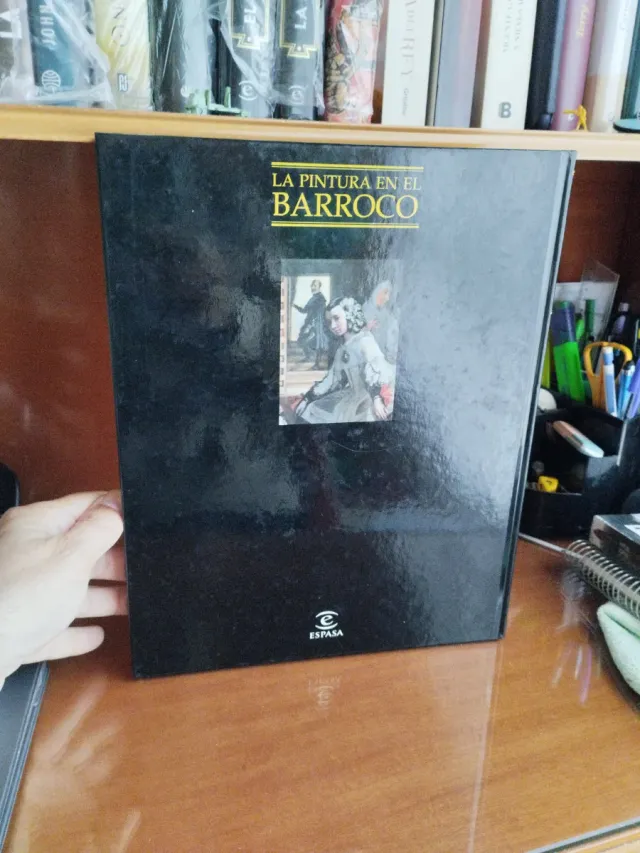 LA PINTURA EN EL
BARROCO
e
ESPASA
B